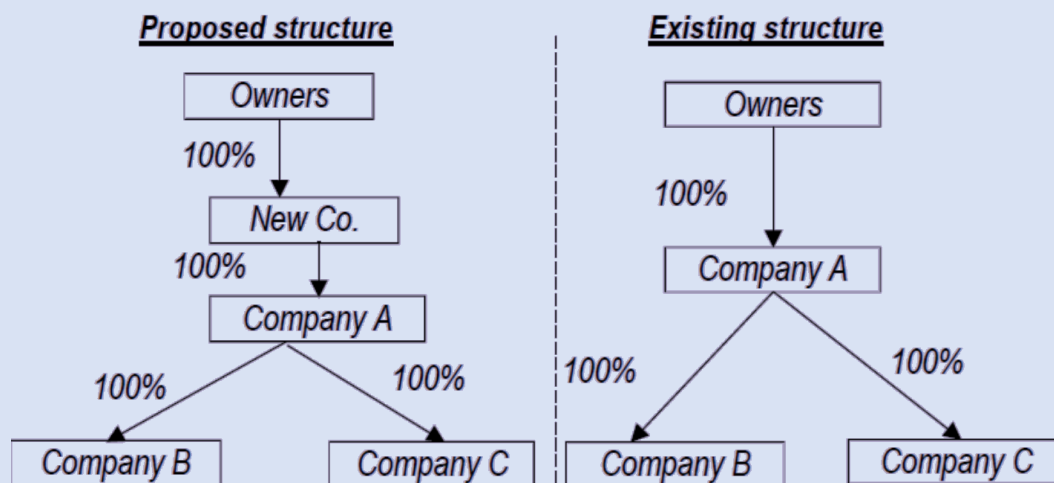 Proposed structure
Owners
100%
New Co.
100%
Company A
100%
100%
Company B
Company C
Existing structure
Owners
100%
Company A
100%
100%
Company B
Company C